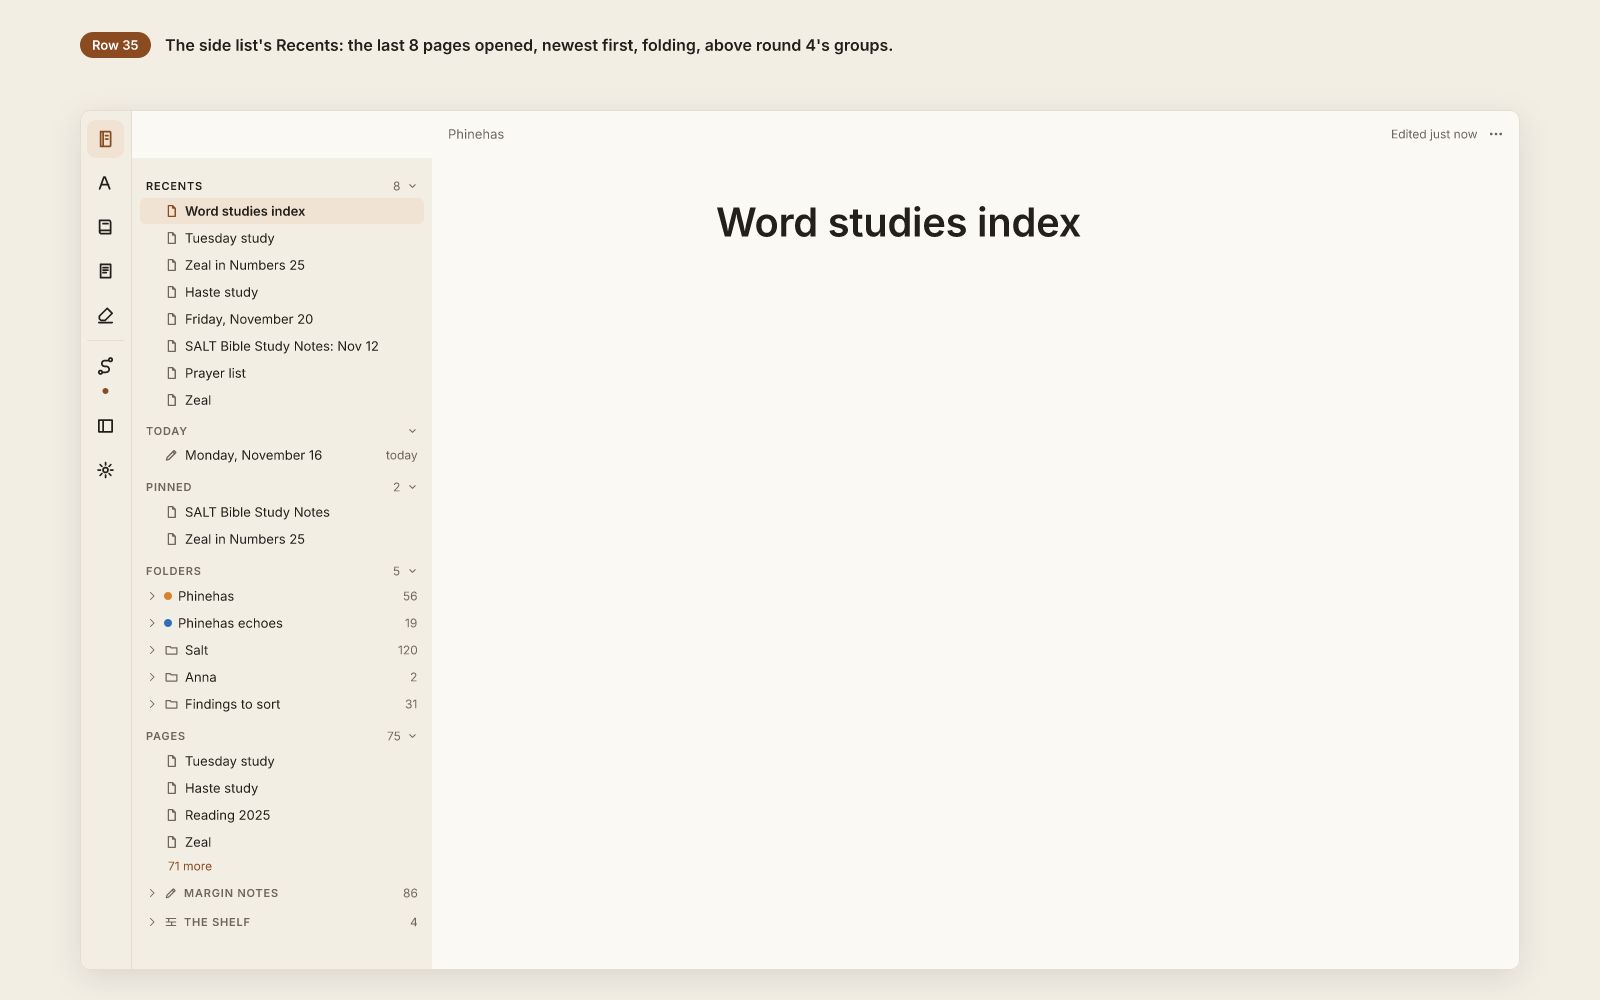 Row 35
The side list's Recents: the last 8 pages opened, newest first, folding, above round 4's groups.
Phinehas
Edited just now
RECENTS 8
Word studies index
Tuesday study
Zeal in Numbers 25
Haste study
Friday, November 20
SALT Bible Study Notes: Nov 12
Prayer list
Zeal
TODAY
Monday, November 16 today
PINNED 2
SALT Bible Study Notes
Zeal in Numbers 25
FOLDERS 5
Phinehas 56
Phinehas echoes 19
Salt 120
Anna 2
Findings to sort 31
PAGES 75
Tuesday study
Haste study
Reading 2025
Zeal
71 more
MARGIN NOTES 86
THE SHELF 4
Word studies index